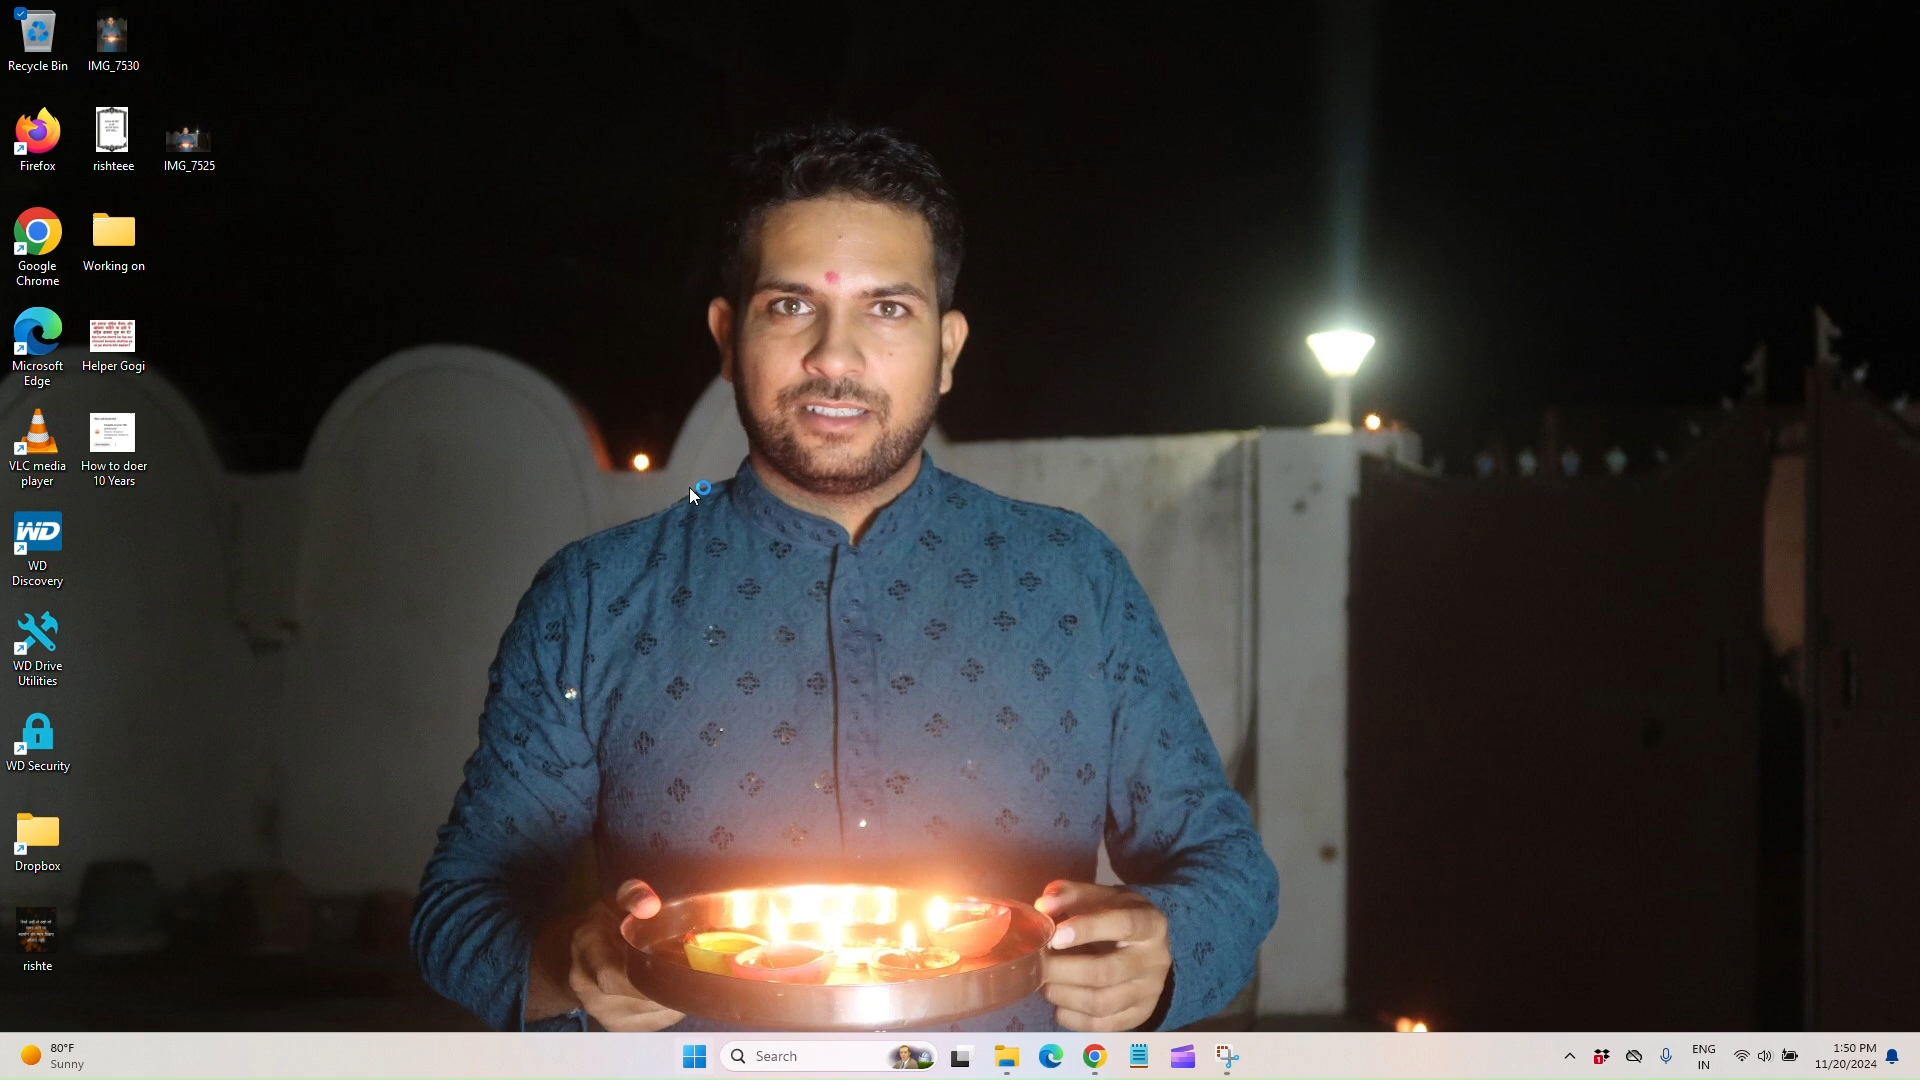 Recycle Bin
IMG_7530
Firefox
rishteee
IMG_7525
Google
Chrome
Working on
Microsoft
Edge
Helper Gogi
VLC media
player
How to doer
10 Years
WD
WD
Discovery
WD Drive
Utilities
WD Security
Dropbox
rishte
80°F
Sunny
Search
ENG
IN
1:50 PM
11/20/2024